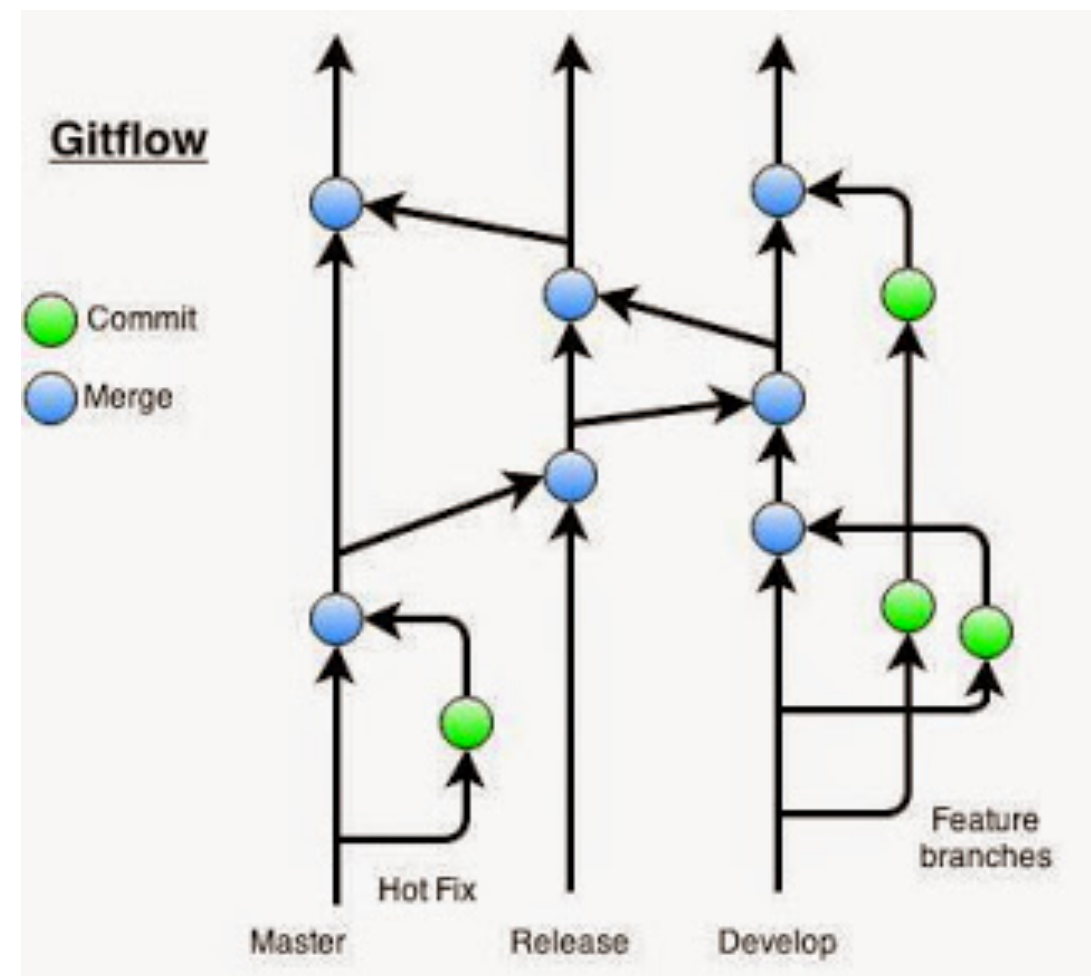 Gitflow
Commit
Merge
Hot Fix
Feature
branches
Master
Release
Develop